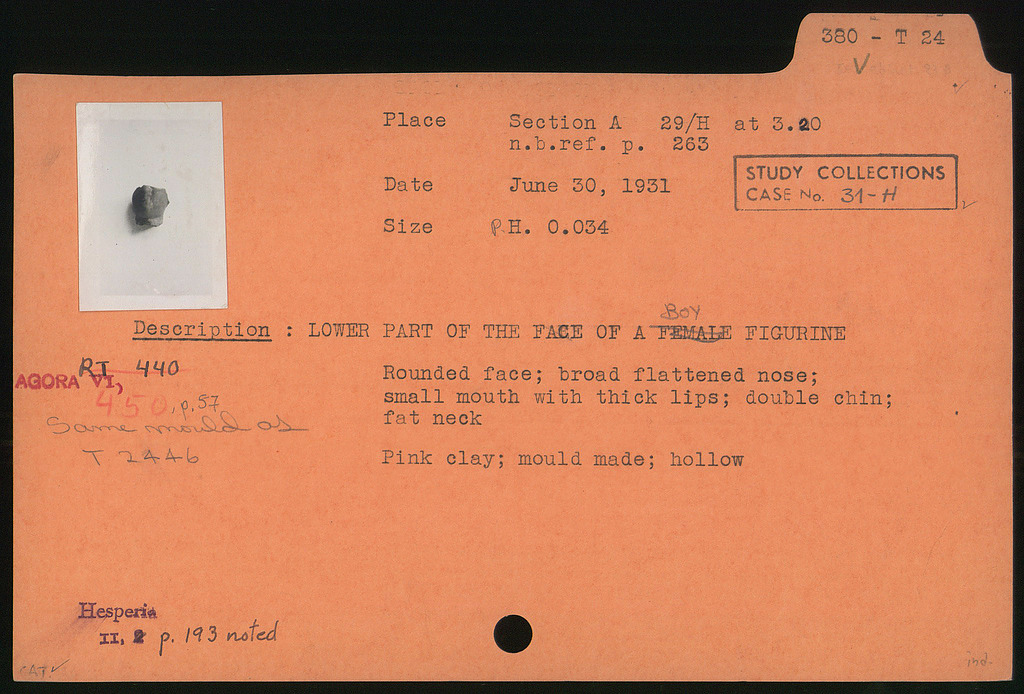 380 - T 24
Place Section A 29/H at 3.20
n.b.ref. p. 263
STUDY COLLECTIONS
CASE No. 31-H
Date June 30, 1931
Size P.H. 0.034
BOY
Description : LOWER PART OF THE FACE OF A FEMALE FIGURINE
RI 440
AGORA VI,
450, p. 57
Same mould as
T 2446
Rounded face; broad flattened nose;
small mouth with thick lips; double chin;
fat neck
Pink clay; mould made; hollow
Hesperia
II, 2 p. 193 noted
CAT. ✓
ind.